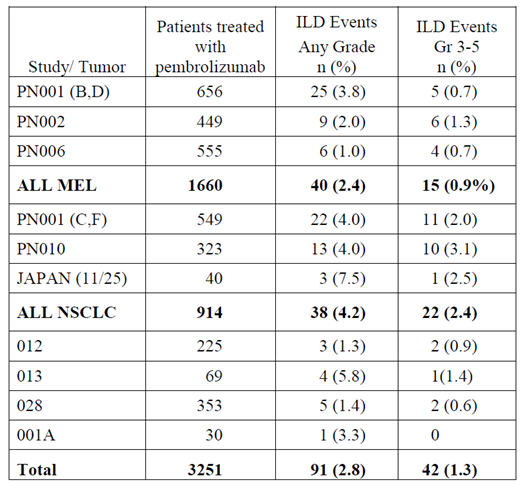 Study/ Tumor Patients treated with pembrolizumab ILD Events Any Grade n (%) ILD Events Gr 3-5 n (%)
PN001 (B,D) 656 25 (3.8) 5 (0.7)
PN002 449 9 (2.0) 6 (1.3)
PN006 555 6 (1.0) 4 (0.7)
ALL MEL 1660 40 (2.4) 15 (0.9%)
PN001 (C,F) 549 22 (4.0) 11 (2.0)
PN010 323 13 (4.0) 10 (3.1)
JAPAN (11/25) 40 3 (7.5) 1 (2.5)
ALL NSCLC 914 38 (4.2) 22 (2.4)
012 225 3 (1.3) 2 (0.9)
013 69 4 (5.8) 1(1.4)
028 353 5 (1.4) 2 (0.6)
001A 30 1 (3.3) 0
Total 3251 91 (2.8) 42 (1.3)